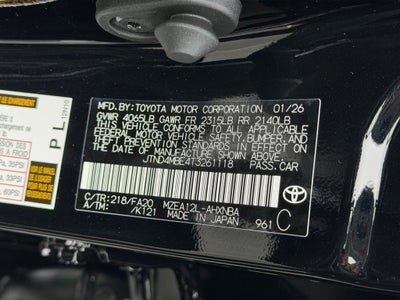 MFD. BY: TOYOTA MOTOR CORPORATION 01/26
GVWR 4065LB GAWR FR 2315LB RR 2140LB
THIS VEHICLE CONFORMS TO ALL APPLICABLE
FEDERAL MOTOR VEHICLE SAFETY, BUMPER, AND
THEFT PREVENTION STANDARDS IN EFFECT ON
THE DATE OF MANUFACTURE SHOWN ABOVE.
JTND4MBE4T3261118 PASS.CAR
C/TR: 218/FA20 MZEA12L-AHXNBA
A/TM: /K121 MADE IN JAPAN 961 C
TOYOTA
PL